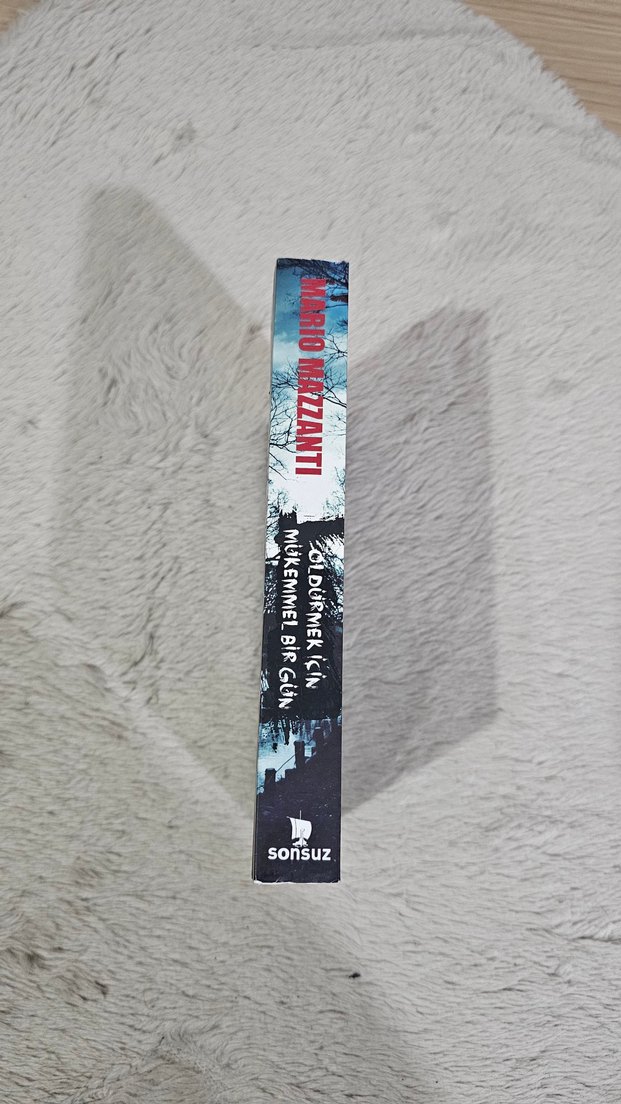 MARIO MAZZANTI
ÖLDÜRMEK İÇİN
MÜKEMMEL BİR GÜN
sonsuz